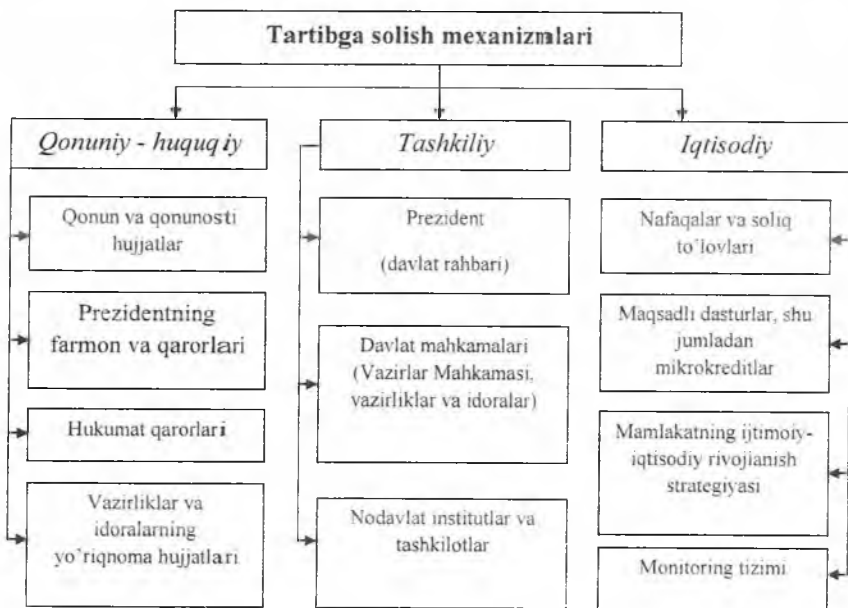 Tartibga solish mexanizmlari
Qonuniy - huquqiy
Qonun va qonunosti
hujjatlar
Prezidentning
farmon va qarorlari
Hukumat qarorlari
Vazirliklar va
idoralarning
yo'riqnoma hujjatlari
Tashkiliy
Prezident
(davlat rahbari)
Davlat mahkamalari
(Vazirlar Mahkamasi,
vazirliklar va idoralar)
Nodavlat institutlar va
tashkilotlar
Iqtisodiy
Nafaqalar va soliq
to'lovlari
Maqsadli dasturlar, shu
jumladan
mikrokreditlar
Mamlakatning ijtimoiy-
iqtisodiy rivojianish
strategiyasi
Monitoring tizimi